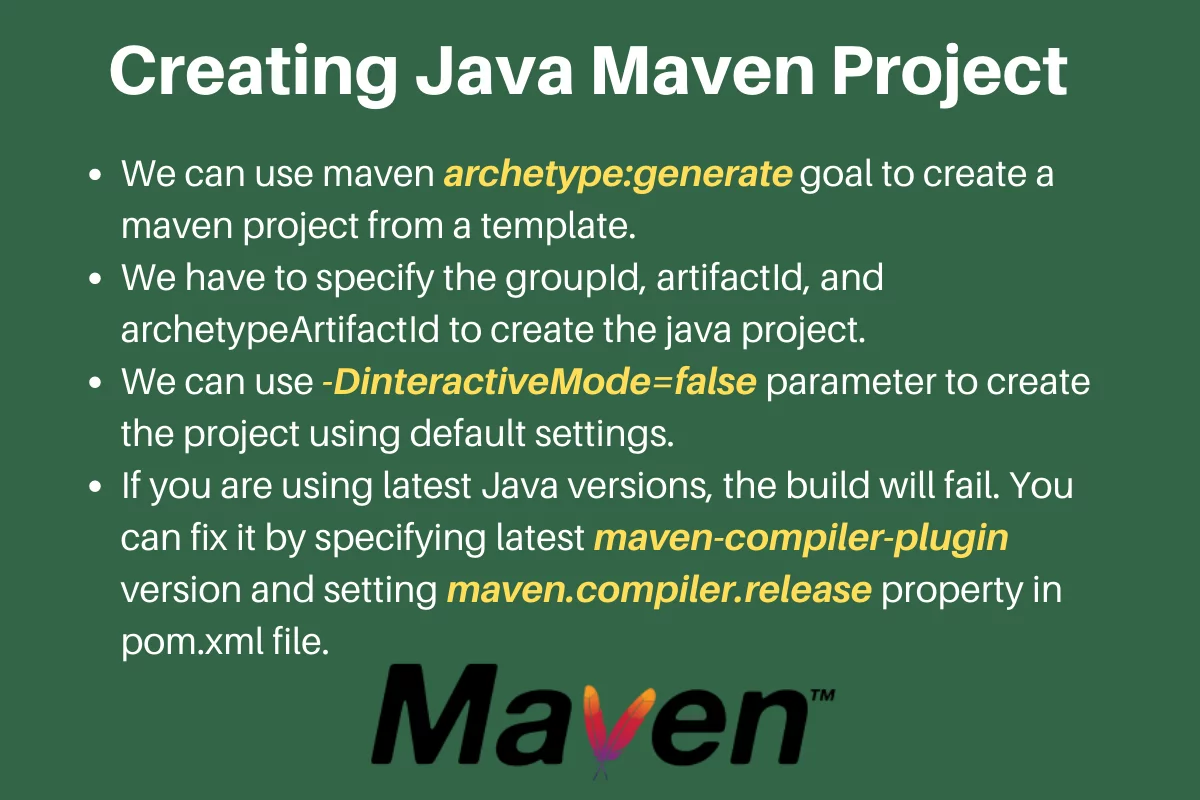 Creating Java Maven Project
• We can use maven archetype:generate goal to create a
maven project from a template.
• We have to specify the groupId, artifactId, and
archetypeArtifactId to create the java project.
• We can use -DinteractiveMode=false parameter to create
the project using default settings.
• If you are using latest Java versions, the build will fail. You
can fix it by specifying latest maven-compiler-plugin
version and setting maven.compiler.release property in
pom.xml file.
Maven™